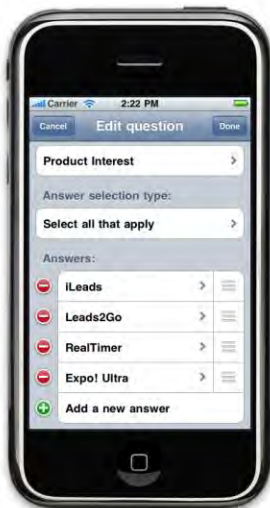 Carrier 2:22 PM
Cancel Edit question Done
Product Interest
Answer selection type:
Select all that apply
Answers:
iLeads
Leads2Go
RealTimer
Expo! Ultra
Add a new answer